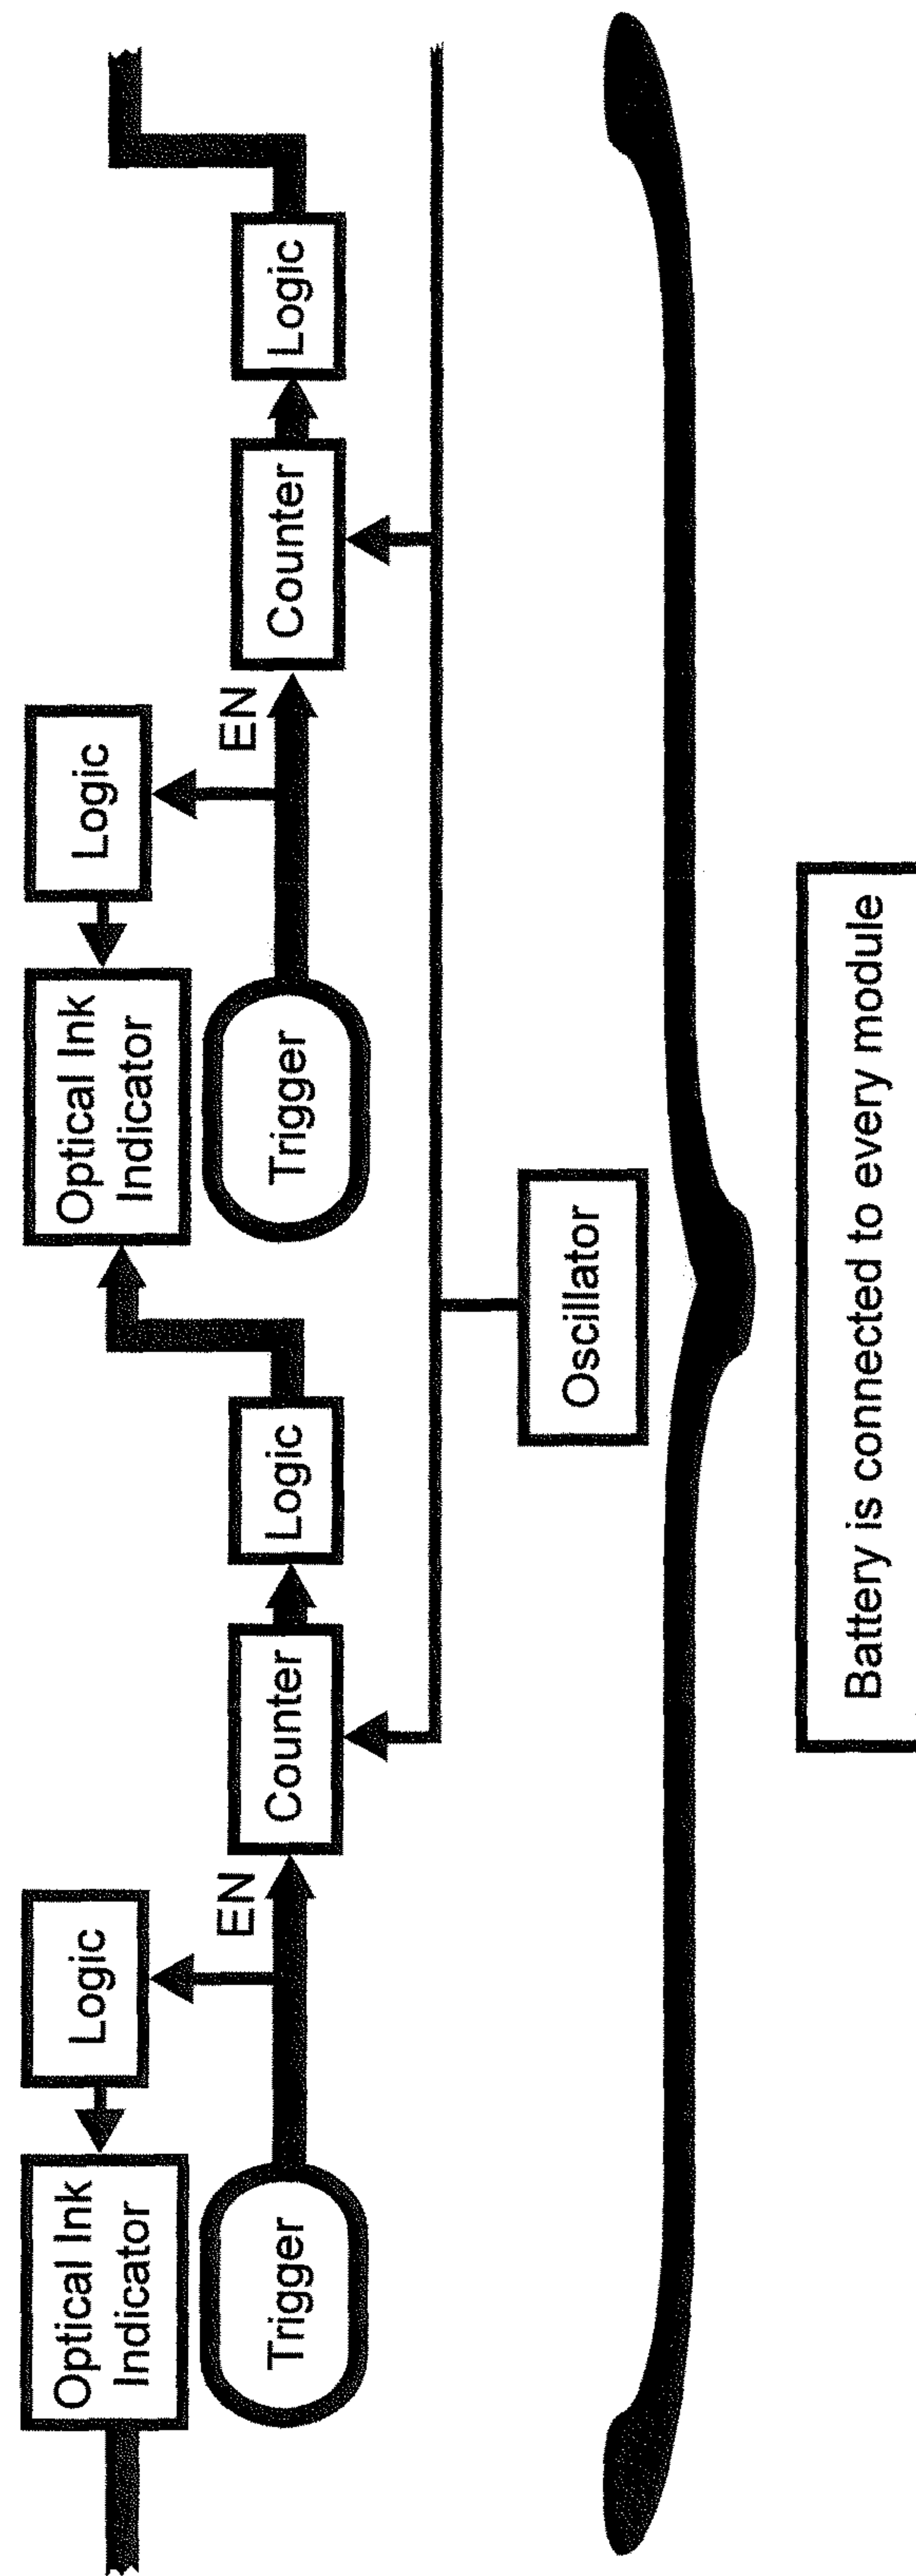 Optical Ink
Indicator
Logic
Trigger
EN
Counter
Logic
Optical Ink
Indicator
Logic
Trigger
EN
Counter
Logic
Oscillator
Battery is connected to every module